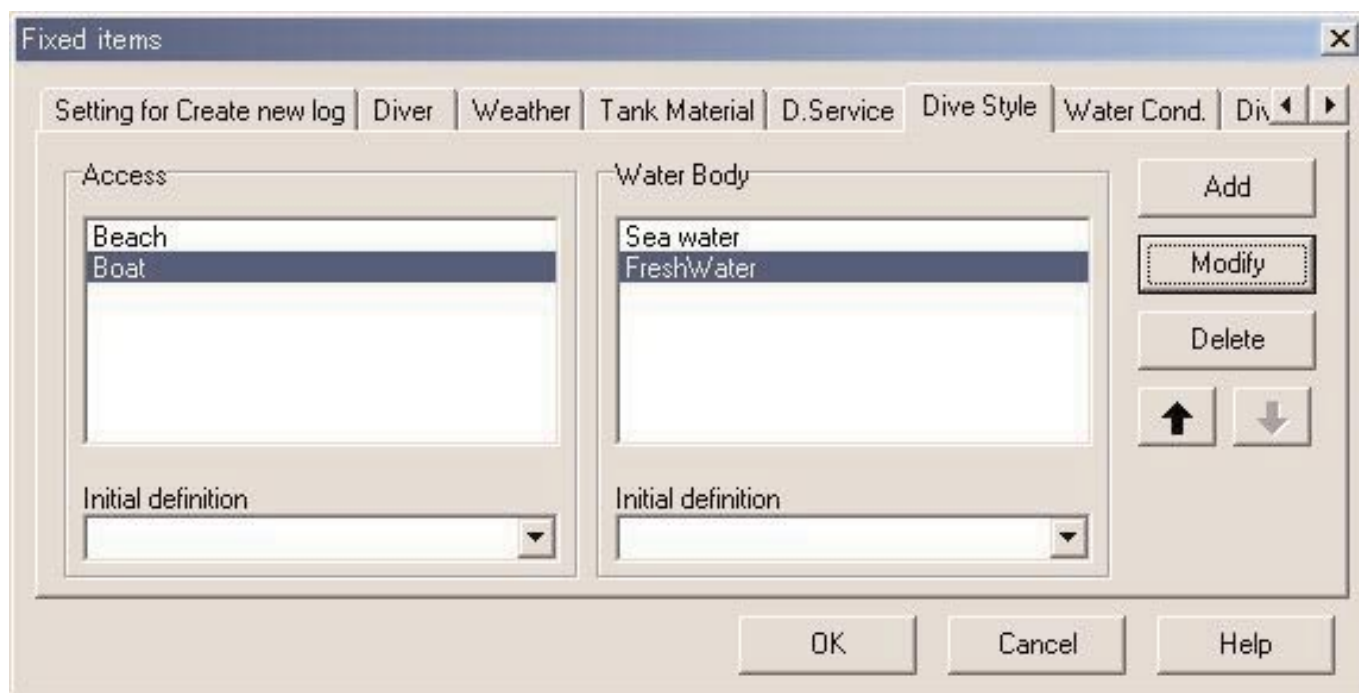 Fixed items
Setting for Create new log Diver Weather Tank Material D.Service Dive Style Water Cond.
Access
Beach
Boat
Initial definition
Water Body
Sea water
FreshWater
Initial definition
Add
Modify
Delete
OK Cancel Help